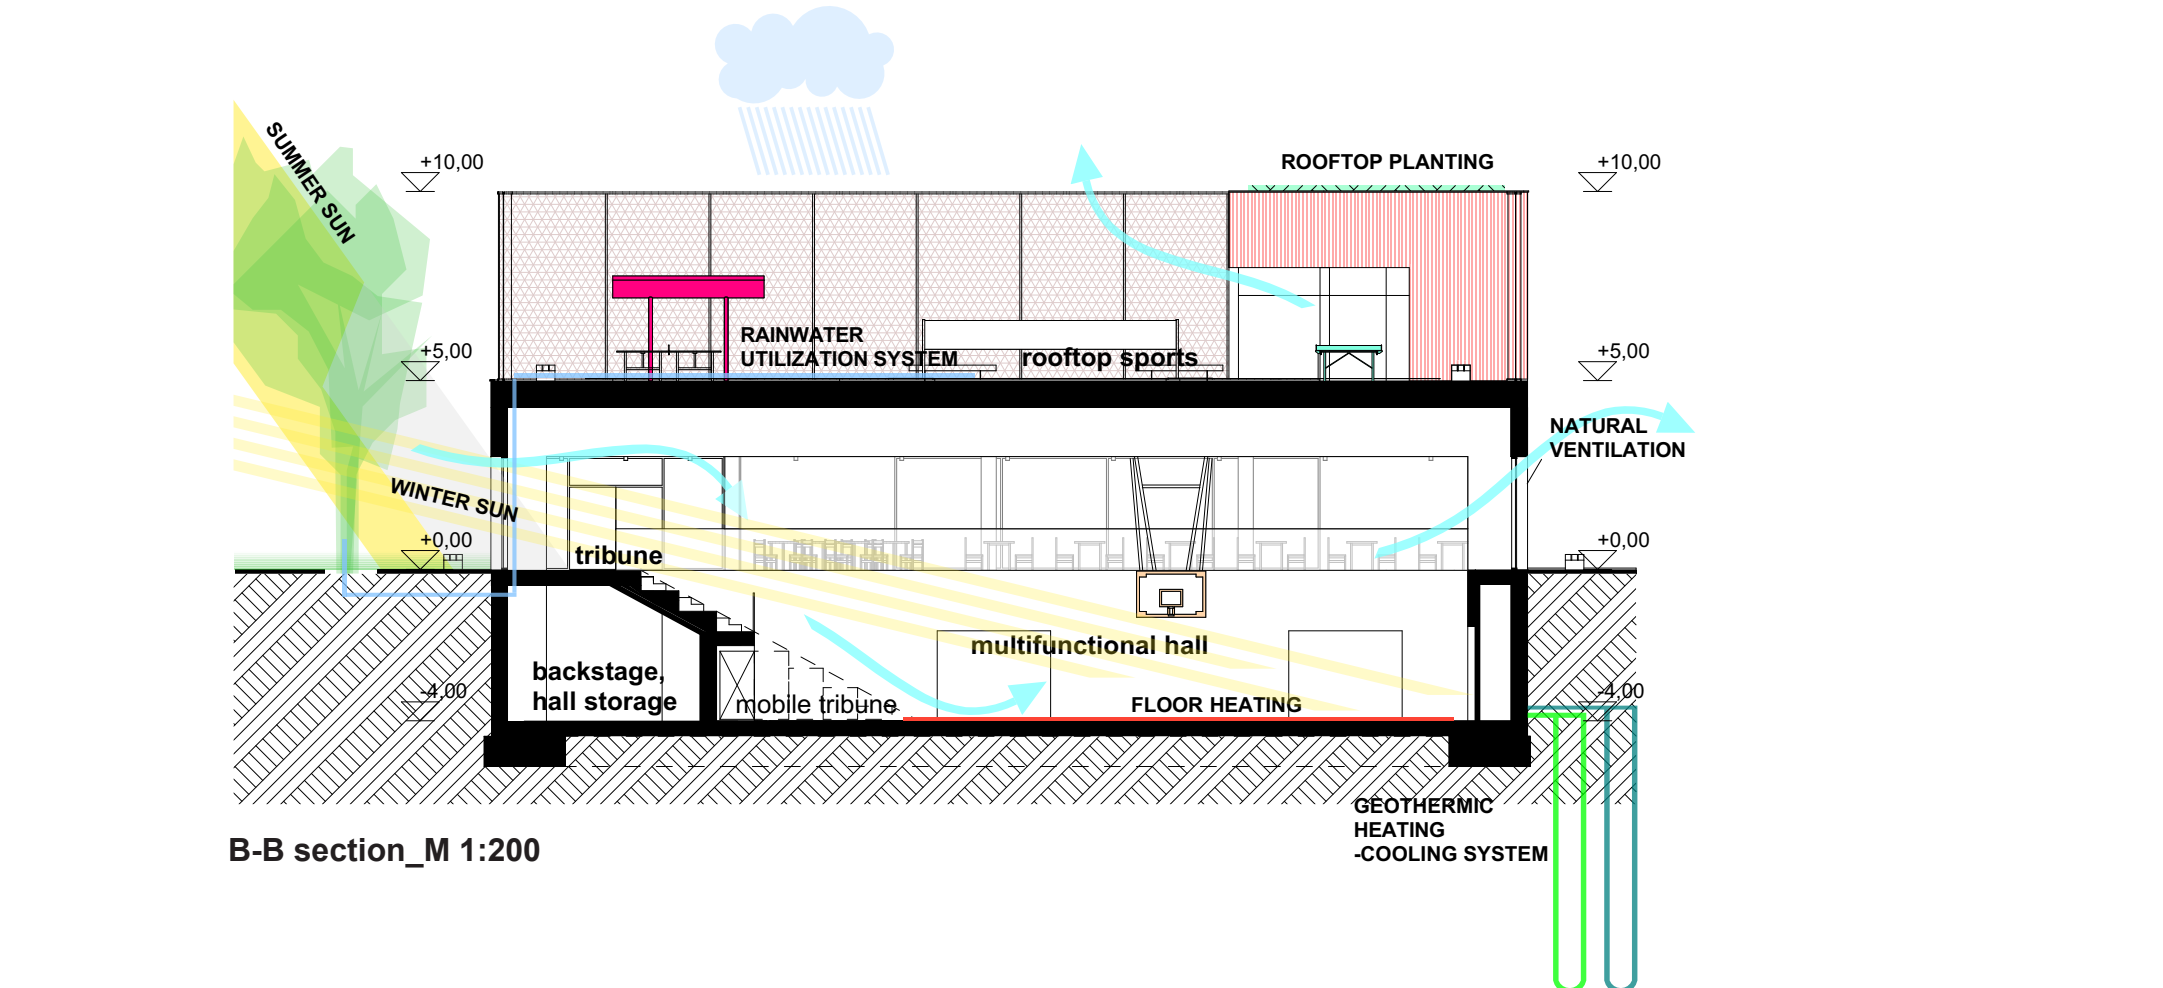 SUMMER SUN
+10,00
ROOFTOP PLANTING
+10,00
RAINWATER
UTILIZATION SYSTEM
rooftop sports
+5,00
+5,00
NATURAL
VENTILATION
WINTER SUN
+0,00
+0,00
tribune
multifunctional hall
backstage,
hall storage
mobile tribune
FLOOR HEATING
-4,00
-4,00
GEOTHERMIC
HEATING
-COOLING SYSTEM
B-B section_M 1:200